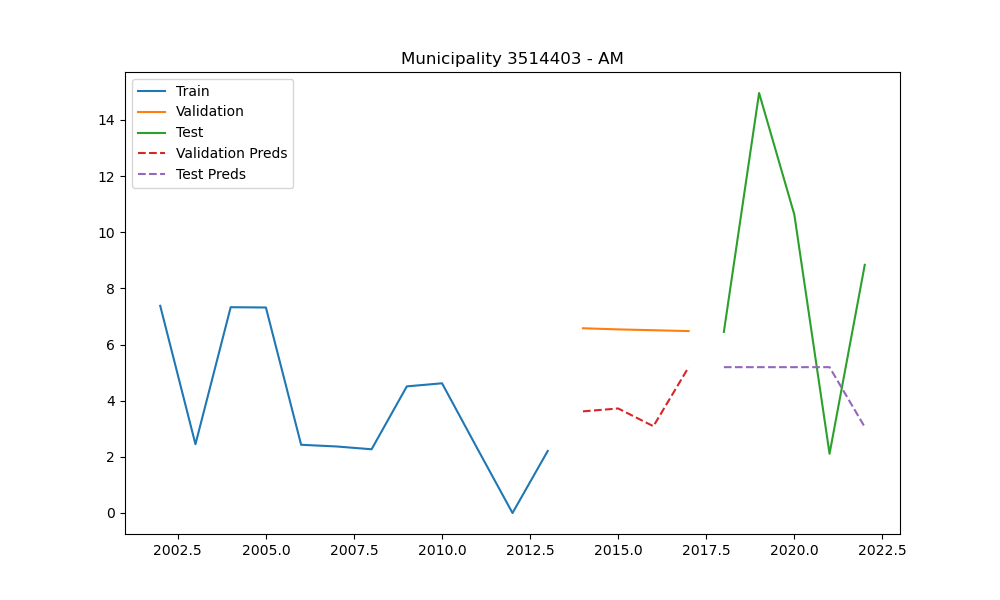 Municipality 3514403 - AM
Train
Validation
Test
Validation Preds
Test Preds
14
12
10
8
6
4
2
0
2002.5 2005.0 2007.5 2010.0 2012.5 2015.0 2017.5 2020.0 2022.5